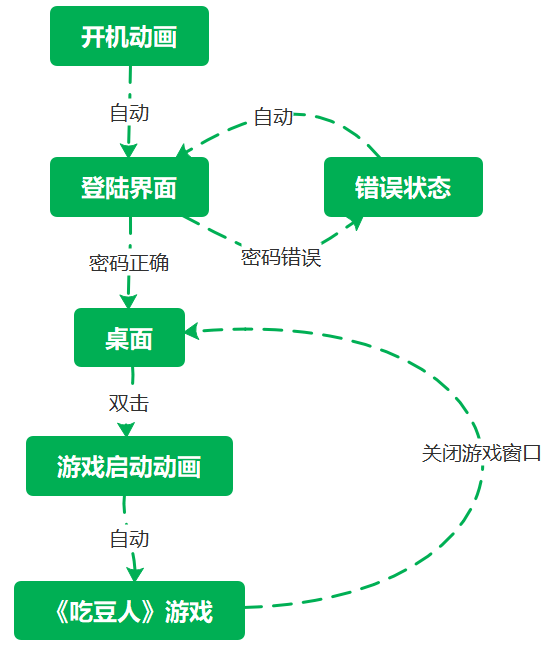 开机动画
自动
自动
登陆界面
错误状态
密码正确
密码错误
桌面
双击
关闭游戏窗口
游戏启动动画
自动
《吃豆人》游戏